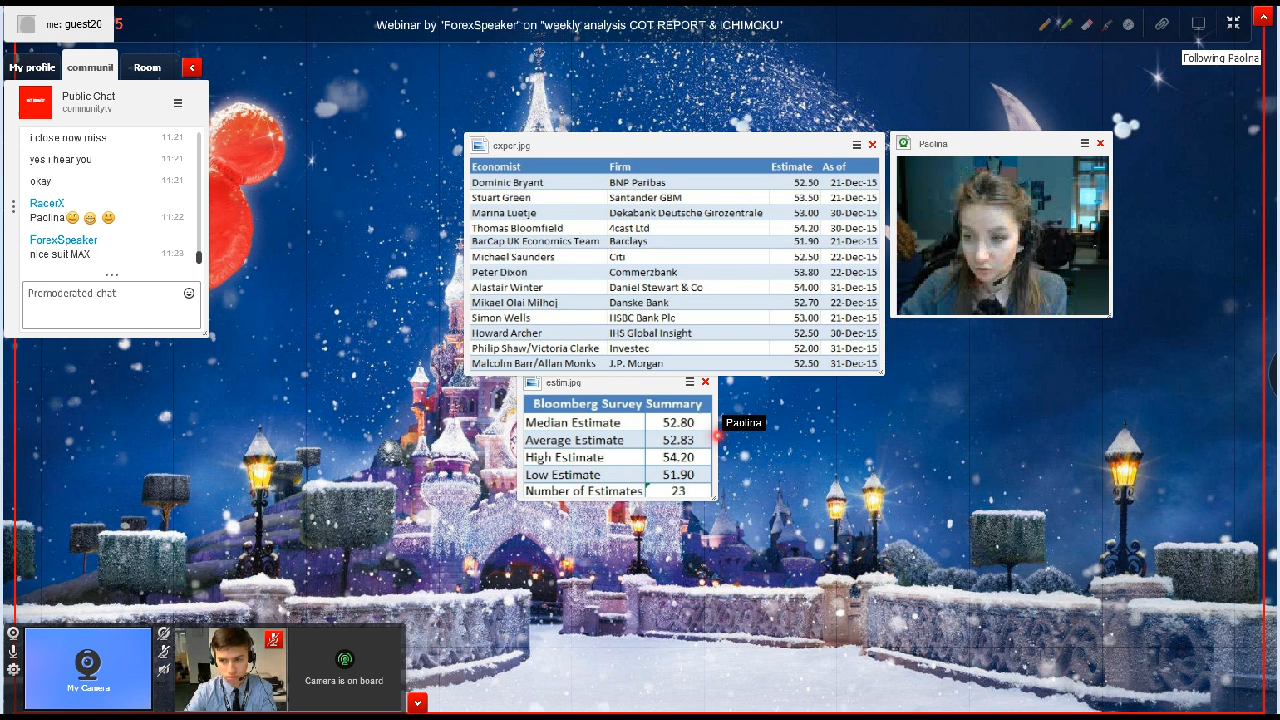 me: guest20
5
Webinar by "ForexSpeaker" on "weekly analysis COT REPORT & ICHIMOKU"
Following Paolina
My profile
communit
Room
Public Chat
communitytv
i close now miss 11:21
yes i hear you 11:21
okay 11:21
RacerX
Paolina 11:22
ForexSpeaker
nice suit MAX 11:23
...
Premoderated chat
exper.jpg
Economist Firm Estimate As of
Dominic Bryant BNP Paribas 52.50 21-Dec-15
Stuart Green Santander GBM 53.50 21-Dec-15
Marina Luetje Dekabank Deutsche Girozentrale 53.00 30-Dec-15
Thomas Bloomfield 4cast Ltd 54.20 30-Dec-15
BarCap UK Economics Team Barclays 51.90 21-Dec-15
Michael Saunders Citi 52.50 22-Dec-15
Peter Dixon Commerzbank 53.80 22-Dec-15
Alastair Winter Daniel Stewart & Co 54.00 31-Dec-15
Mikael Olai Milhoj Danske Bank 52.70 22-Dec-15
Simon Wells HSBC Bank Plc 53.00 21-Dec-15
Howard Archer IHS Global Insight 52.50 30-Dec-15
Philip Shaw/Victoria Clarke Investec 52.00 31-Dec-15
Malcolm Barr/Allan Monks J.P. Morgan 52.50 31-Dec-15
Paolina
estim.jpg
Bloomberg Survey Summary
Median Estimate 52.80
Average Estimate 52.83
High Estimate 54.20
Low Estimate 51.90
Number of Estimates 23
Paolina
My Camera
Camera is on board